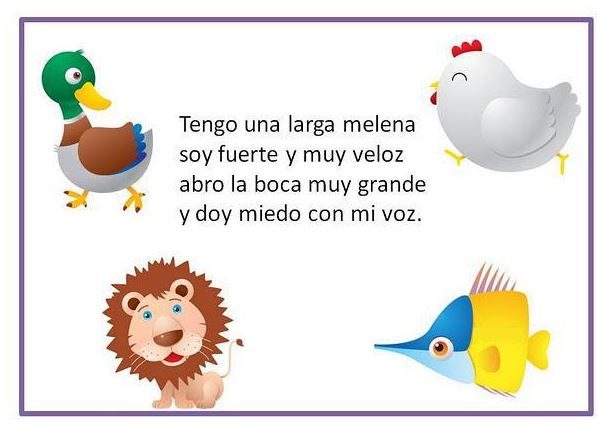 Tengo una larga melena
soy fuerte y muy veloz
abro la boca muy grande
y doy miedo con mi voz.